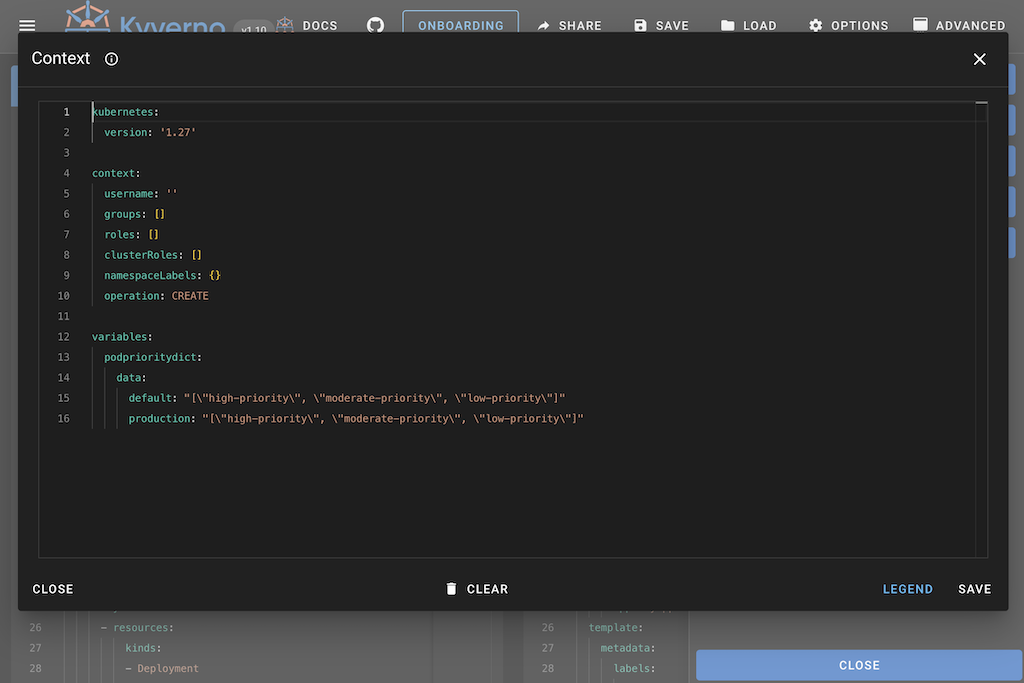 Kyverno v1.10 DOCS ONBOARDING SHARE SAVE LOAD OPTIONS ADVANCED
Context
1 kubernetes:
2 version: '1.27'
3
4 context:
5 username: ''
6 groups: []
7 roles: []
8 clusterRoles: []
9 namespaceLabels: {}
10 operation: CREATE
11
12 variables:
13 podprioritydict:
14 data:
15 default: "[\"high-priority\", \"moderate-priority\", \"low-priority\"]"
16 production: "[\"high-priority\", \"moderate-priority\", \"low-priority\"]"
CLOSE CLEAR LEGEND SAVE
26 - resources:
27 kinds:
28 - Deployment
26 template:
27 metadata:
28 labels:
CLOSE